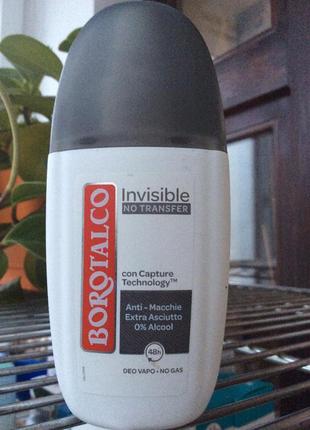 BOROTALCO
Invisible
NO TRANSFER
con Capture
Technology™
Anti-Macchie
Extra Asciutto
0% Alcool
48h
DEO VAPO • NO GAS